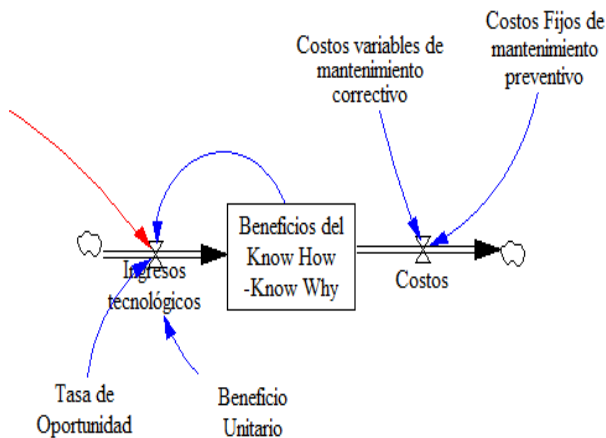 Costos variables de
mantenimiento
correctivo
Costos Fijos de
mantenimiento
preventivo
Beneficios del
Know How
-Know Why
Ingresos
tecnológicos
Costos
Tasa de
Oportunidad
Beneficio
Unitario